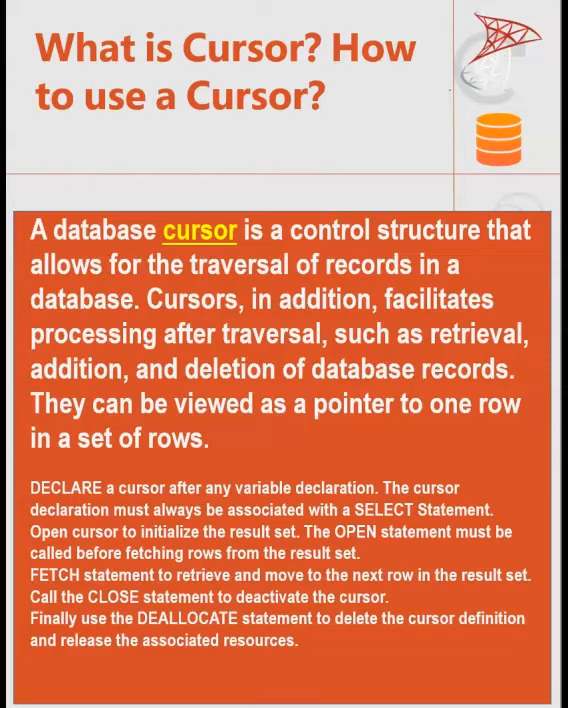 What is Cursor? How
to use a Cursor?
A database cursor is a control structure that
allows for the traversal of records in a
database. Cursors, in addition, facilitates
processing after traversal, such as retrieval,
addition, and deletion of database records.
They can be viewed as a pointer to one row
in a set of rows.
DECLARE a cursor after any variable declaration. The cursor
declaration must always be associated with a SELECT Statement.
Open cursor to initialize the result set. The OPEN statement must be
called before fetching rows from the result set.
FETCH statement to retrieve and move to the next row in the result set.
Call the CLOSE statement to deactivate the cursor.
Finally use the DEALLOCATE statement to delete the cursor definition
and release the associated resources.